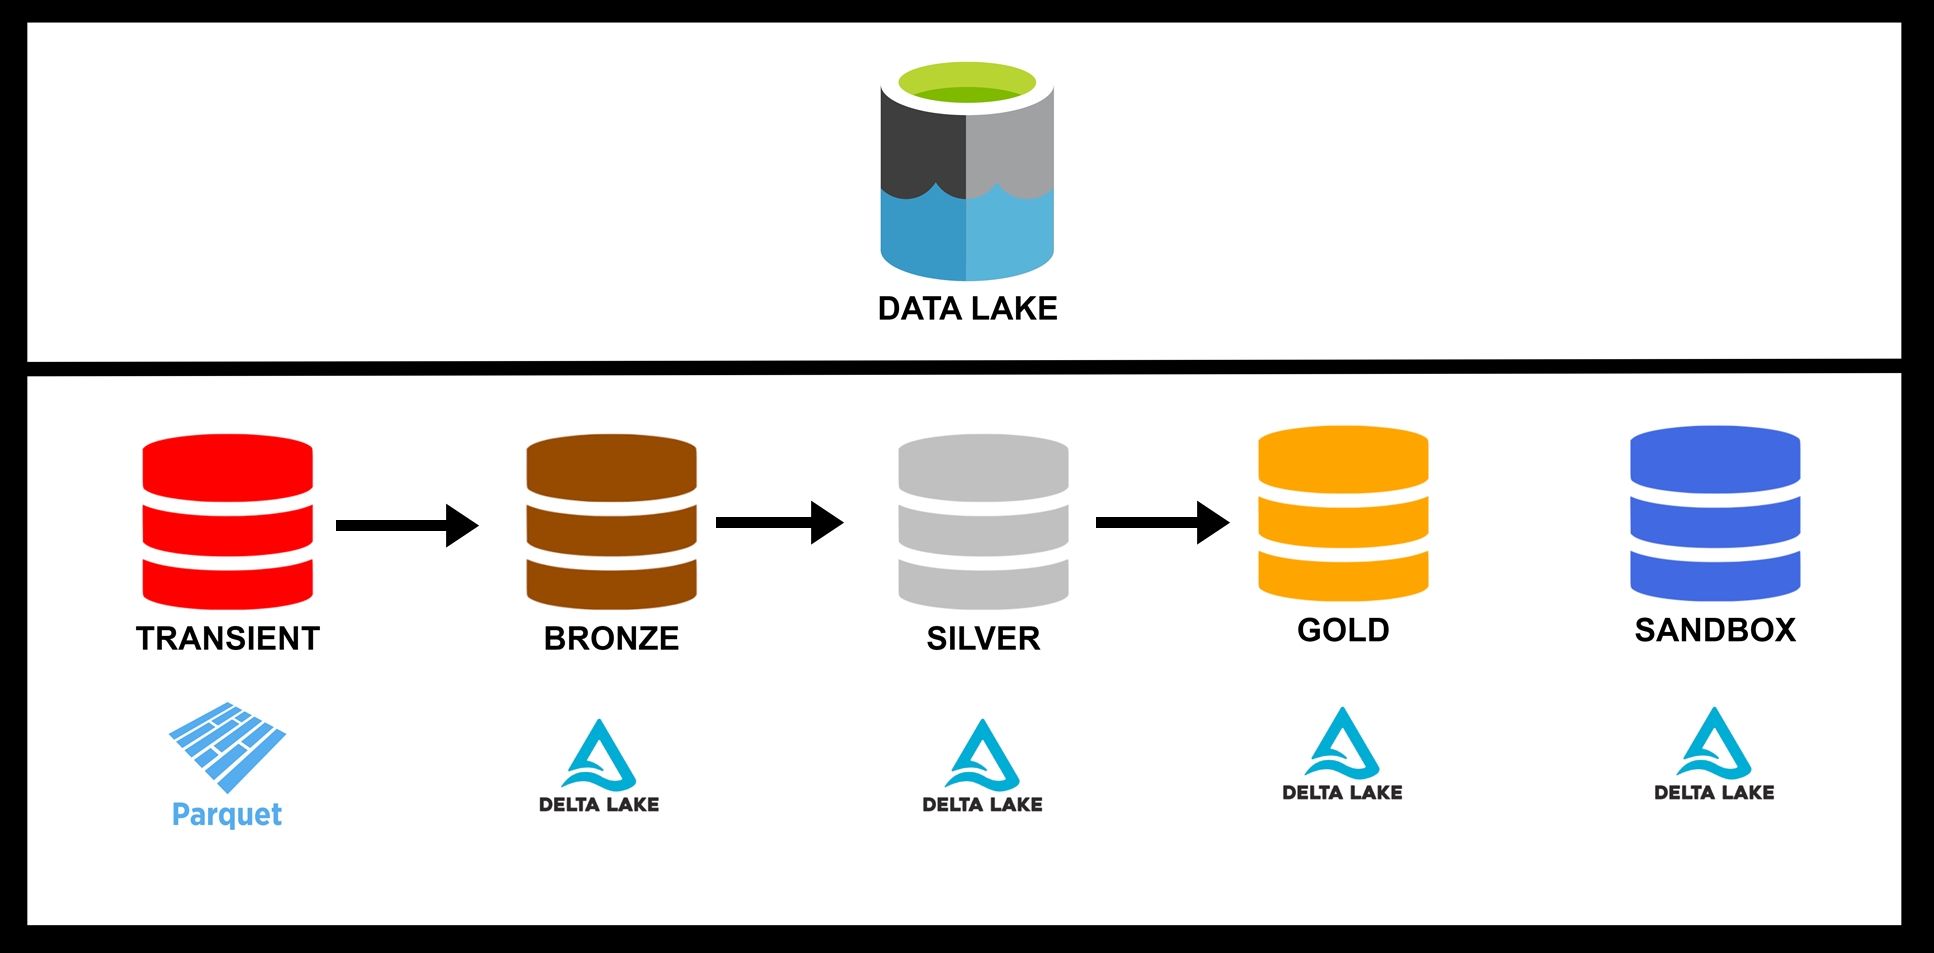 DATA LAKE
TRANSIENT
BRONZE
SILVER
GOLD
SANDBOX
Parquet
DELTA LAKE
DELTA LAKE
DELTA LAKE
DELTA LAKE